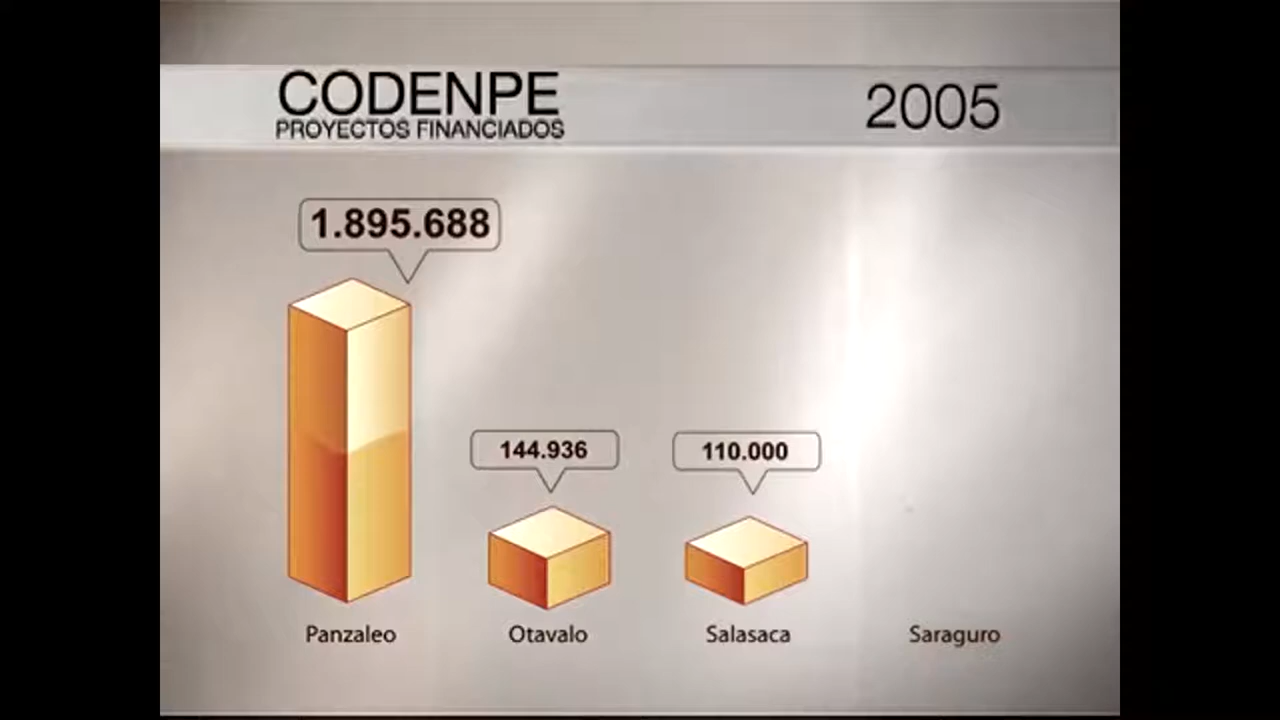 CODENPE
PROYECTOS FINANCIADOS
2005
1.895.688
144.936
110.000
Panzaleo
Otavalo
Salasaca
Saraguro